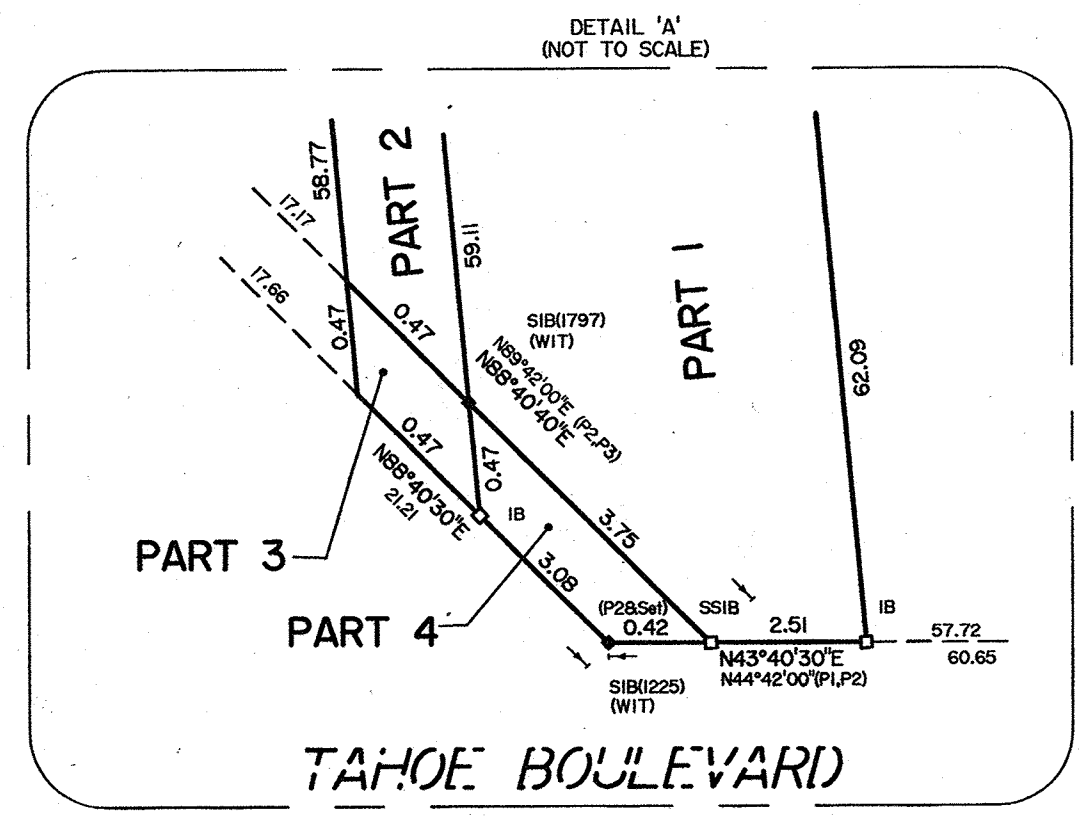 DETAIL 'A'
(NOT TO SCALE)
58.77
PART 2
17.17
59.11
PART 1
17.66
0.47
0.47
SIB(1797)
(WIT)
N89°42'00"E (P2,P3)
N88°40'40"E
62.09
0.47
N88°40'30"E
21.21
0.47
IB
3.75
PART 3
3.08
PART 4
(P2&Set)
0.42
SSIB
2.51
IB
57.72
60.65
N43°40'30"E
N44°42'00"(P1,P2)
SIB(1225)
(WIT)
TAHOE BOULEVARD